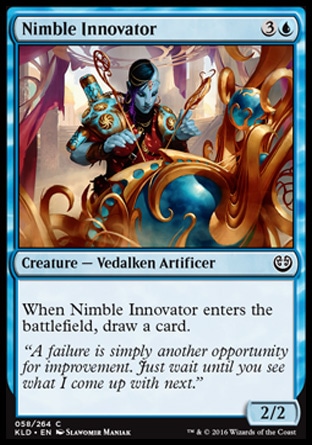 Nimble Innovator 3
Creature — Vedalken Artificer
When Nimble Innovator enters the
battlefield, draw a card.
“A failure is simply another opportunity
for improvement. Just wait until you see
what I come up with next.”
2/2
058/264 C
KLD • EN Slawomir Maniak ™ & © 2016 Wizards of the Coast